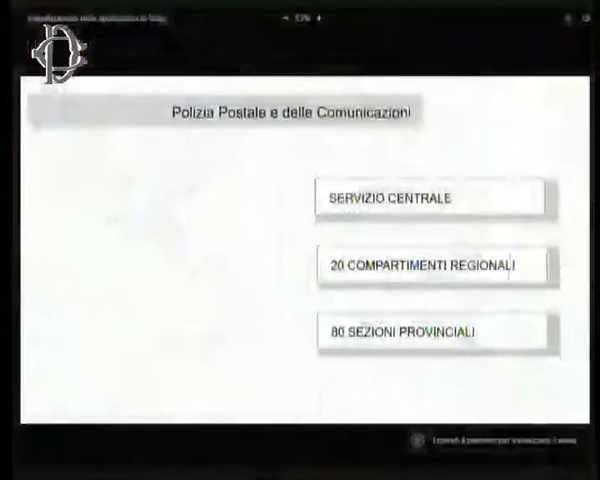 Polizia Postale e delle Comunicazioni
SERVIZIO CENTRALE
20 COMPARTIMENTI REGIONALI
80 SEZIONI PROVINCIALI